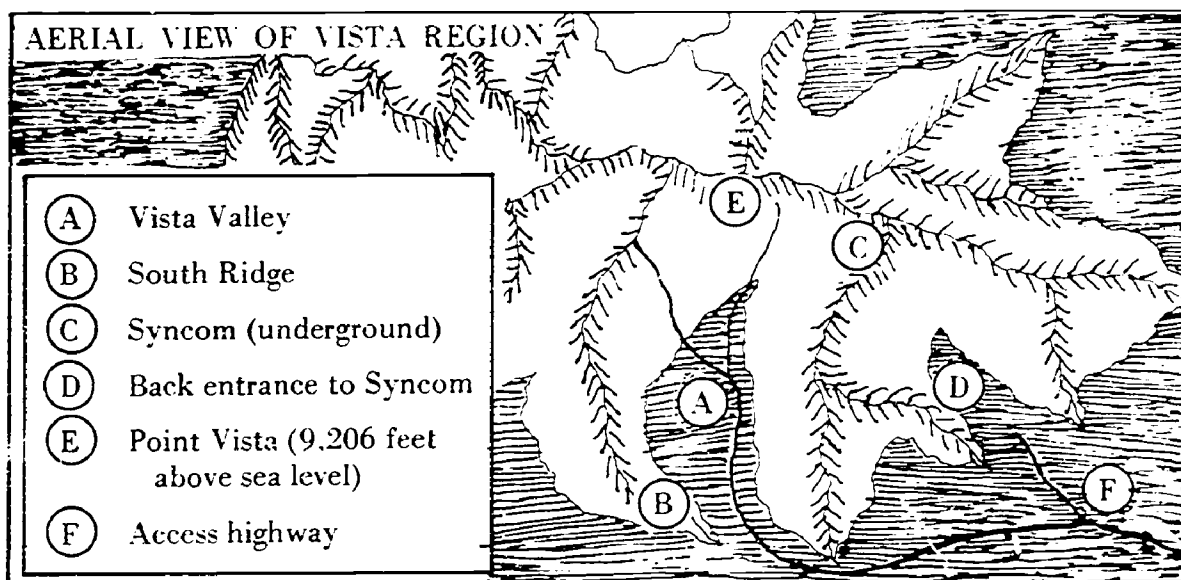 AERIAL VIEW OF VISTA REGION
A Vista Valley
B South Ridge
C Syncom (underground)
D Back entrance to Syncom
E Point Vista (9,206 feet
above sea level)
F Access highway
E
C
D
A
B
F